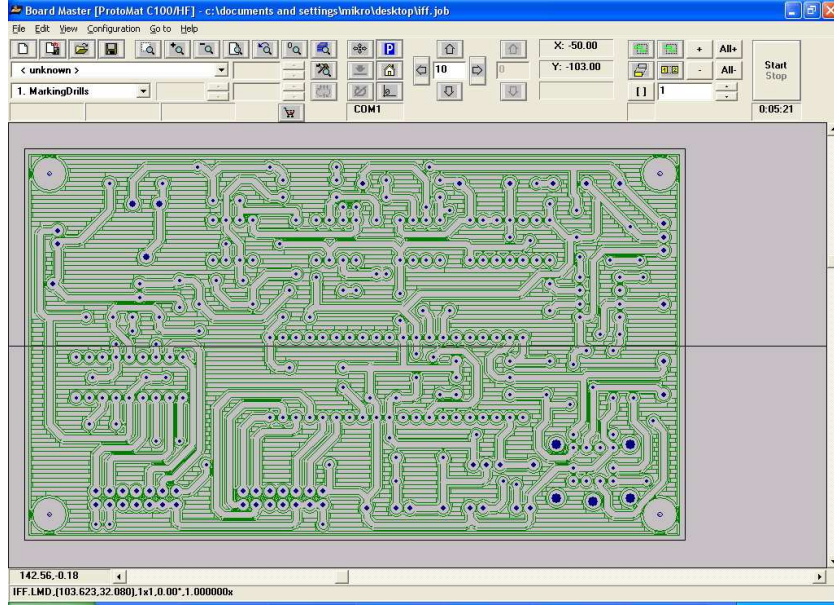 Board Master [ProtoMat C100/HF] - c:\documents and settings\mikro\desktop\iff.job
File Edit View Configuration Go to Help
P X: -50.00 + All+
< unknown > 10 0 Y: -103.00 - All- Start Stop
1. MarkingDrills [ ] 1
COM1 0:05:21
142.56,-0.18
IFF.LMD,(103.623,32.080),1x1,0.00°,1.000000x